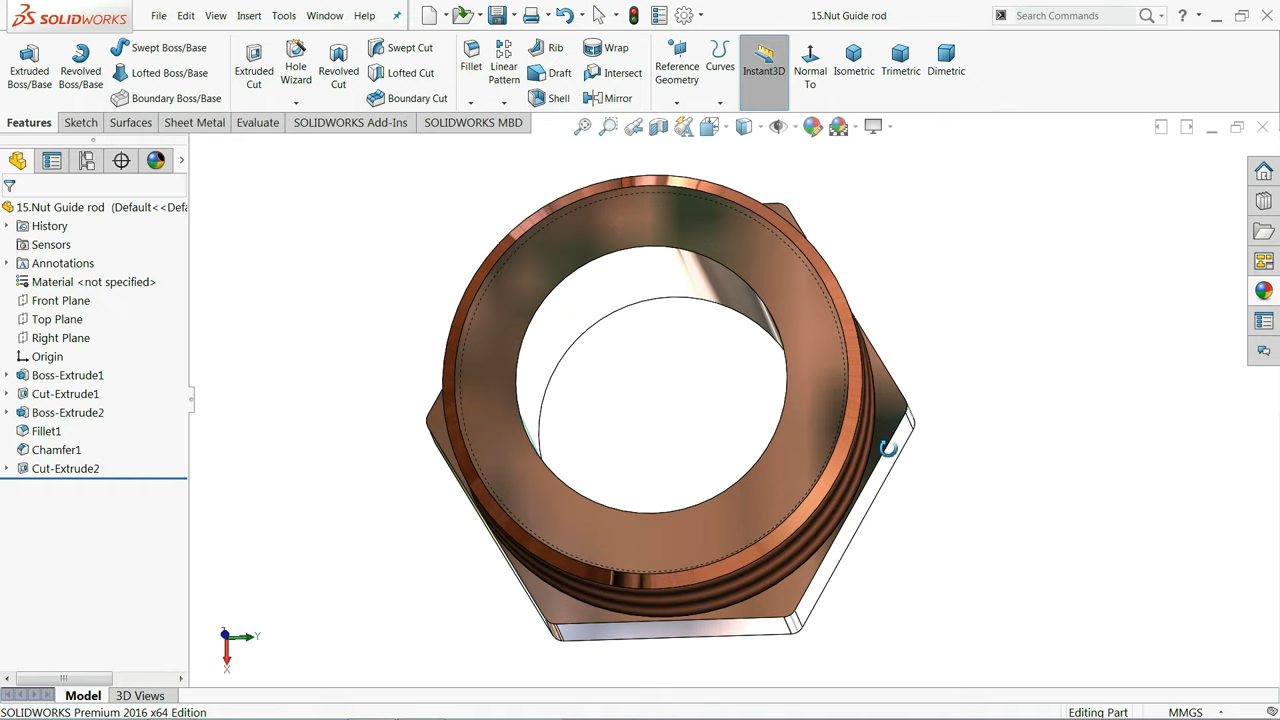 SOLIDWORKS
File Edit View Insert Tools Window Help
15.Nut Guide rod
Search Commands
Extruded Boss/Base
Revolved Boss/Base
Swept Boss/Base
Lofted Boss/Base
Boundary Boss/Base
Extruded Cut
Hole Wizard
Revolved Cut
Swept Cut
Lofted Cut
Boundary Cut
Fillet
Linear Pattern
Rib
Draft
Shell
Wrap
Intersect
Mirror
Reference Geometry
Curves
Instant3D
Normal To
Isometric
Trimetric
Dimetric
Features Sketch Surfaces Sheet Metal Evaluate SOLIDWORKS Add-Ins SOLIDWORKS MBD
15.Nut Guide rod (Default<<Defa
History
Sensors
Annotations
Material <not specified>
Front Plane
Top Plane
Right Plane
Origin
Boss-Extrude1
Cut-Extrude1
Boss-Extrude2
Fillet1
Chamfer1
Cut-Extrude2
Z
Y
X
Model 3D Views
SOLIDWORKS Premium 2016 x64 Edition
Editing Part
MMGS